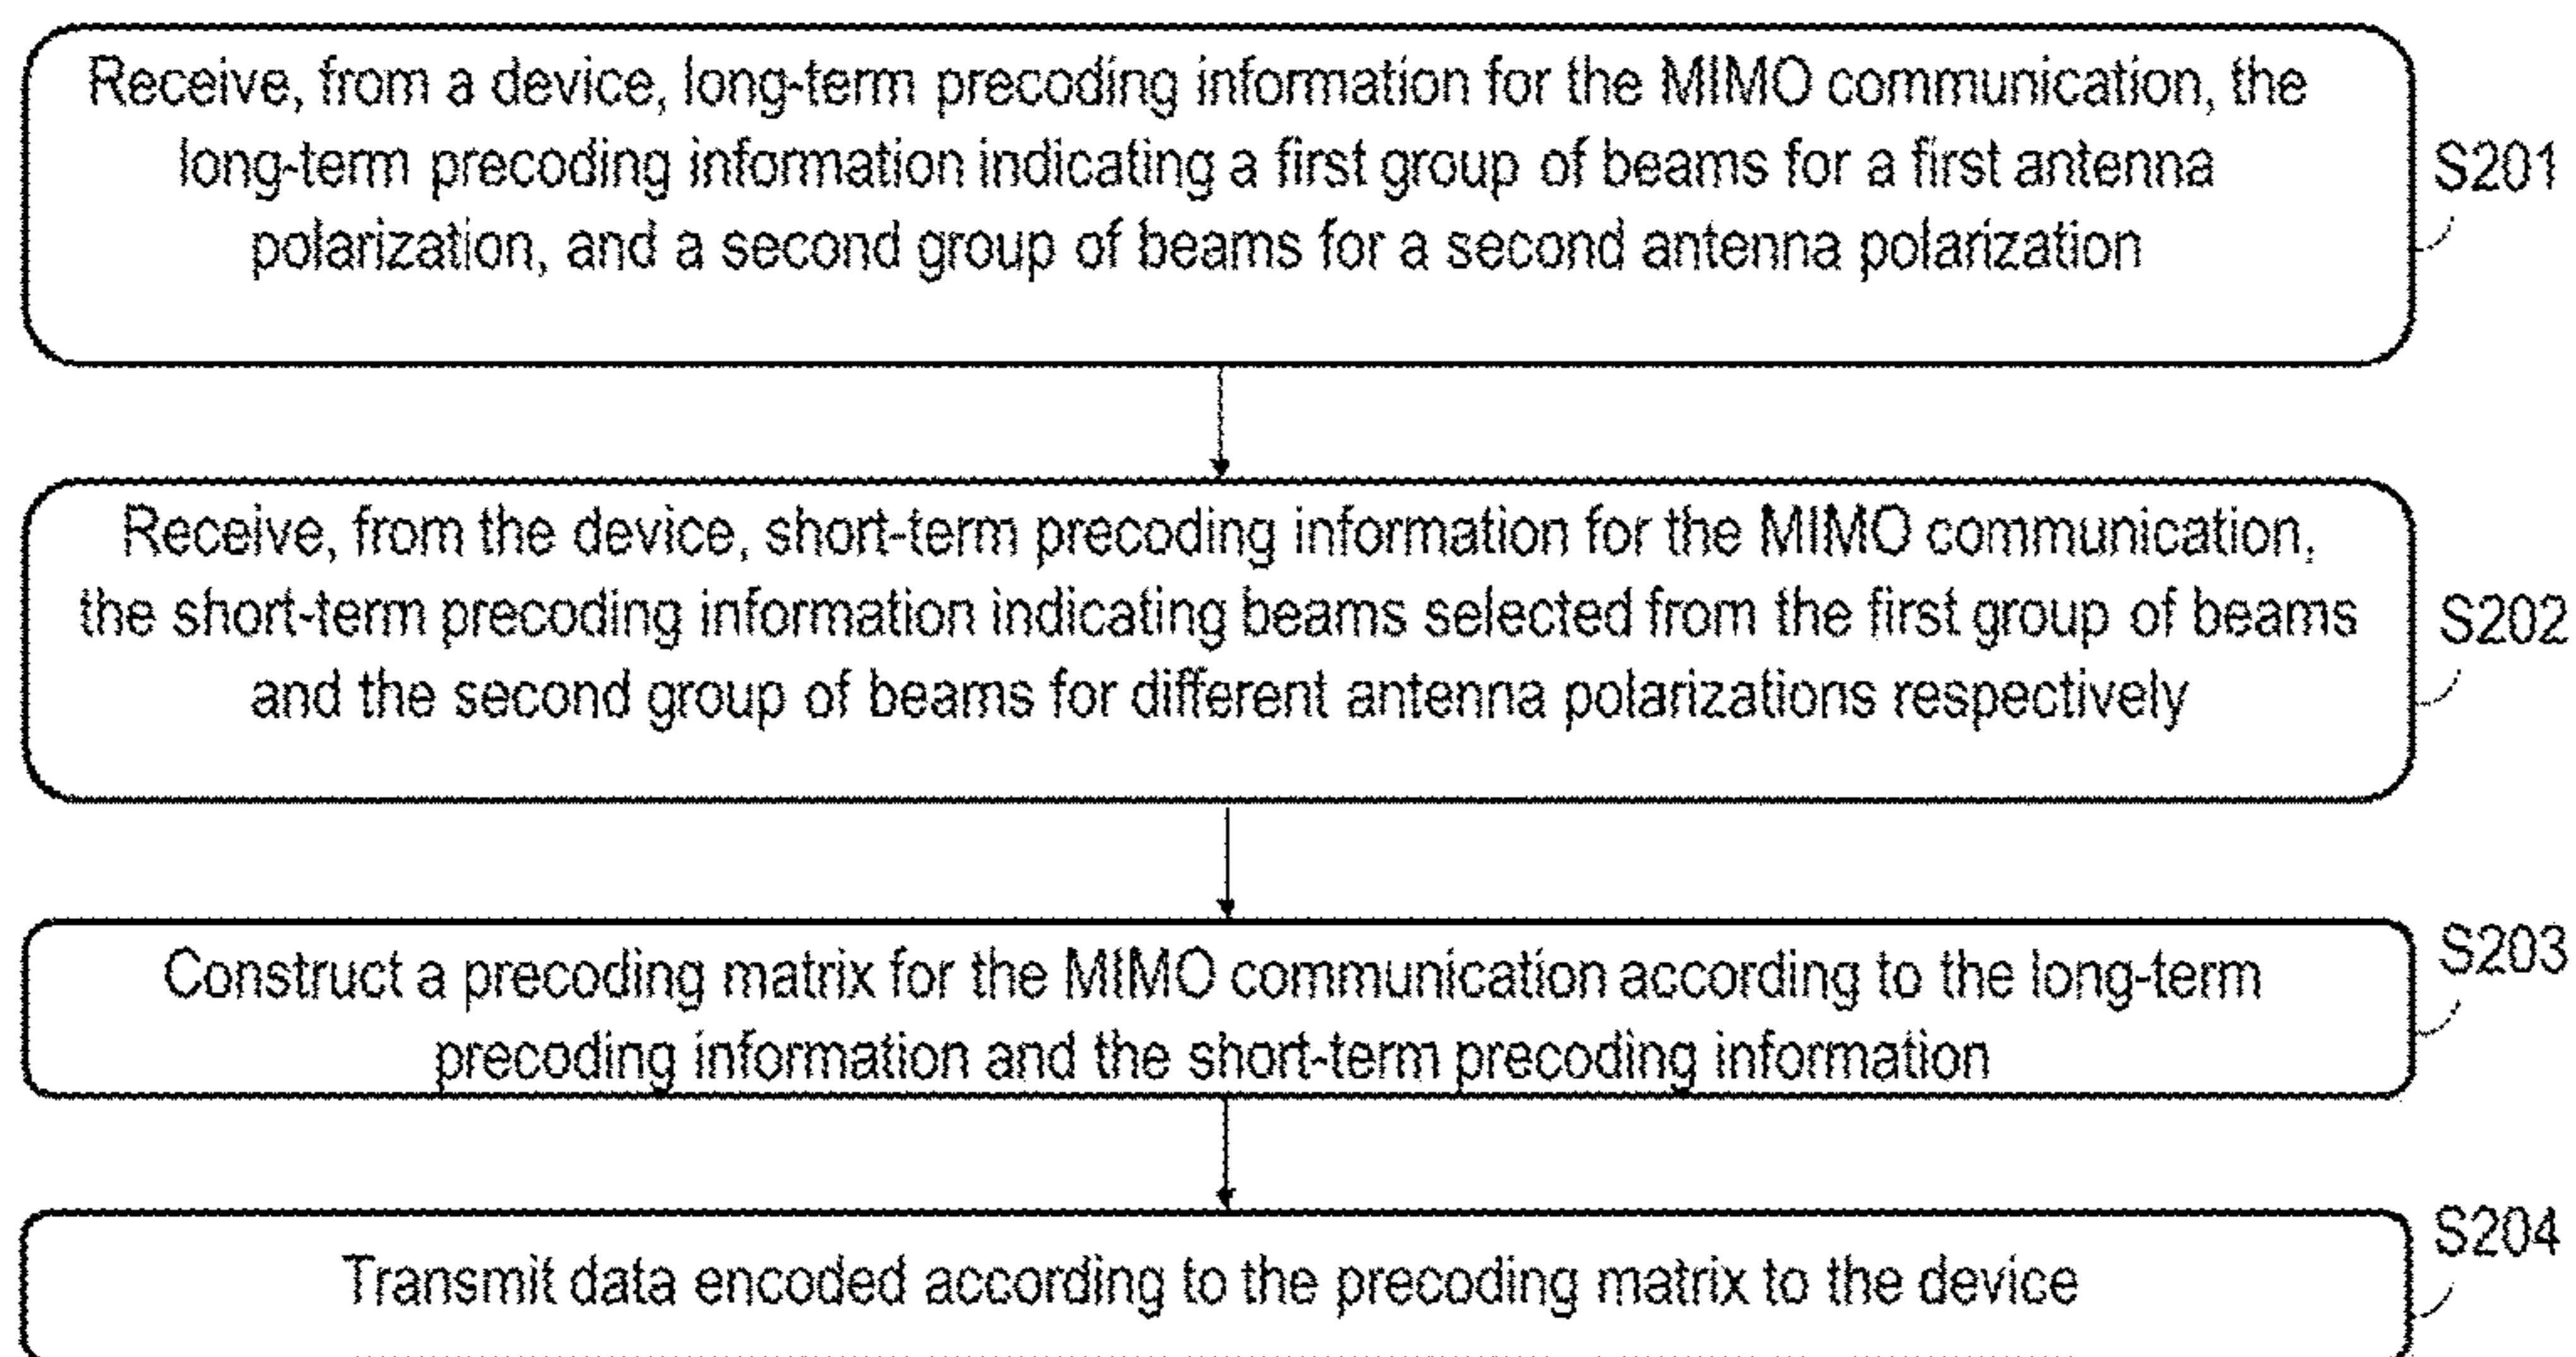 Receive, from a device, long-term precoding information for the MIMO communication, the
long-term precoding information indicating a first group of beams for a first antenna
polarization, and a second group of beams for a second antenna polarization
S201
Receive, from the device, short-term precoding information for the MIMO communication,
the short-term precoding information indicating beams selected from the first group of beams
and the second group of beams for different antenna polarizations respectively
S202
Construct a precoding matrix for the MIMO communication according to the long-term
precoding information and the short-term precoding information
S203
Transmit data encoded according to the precoding matrix to the device
S204